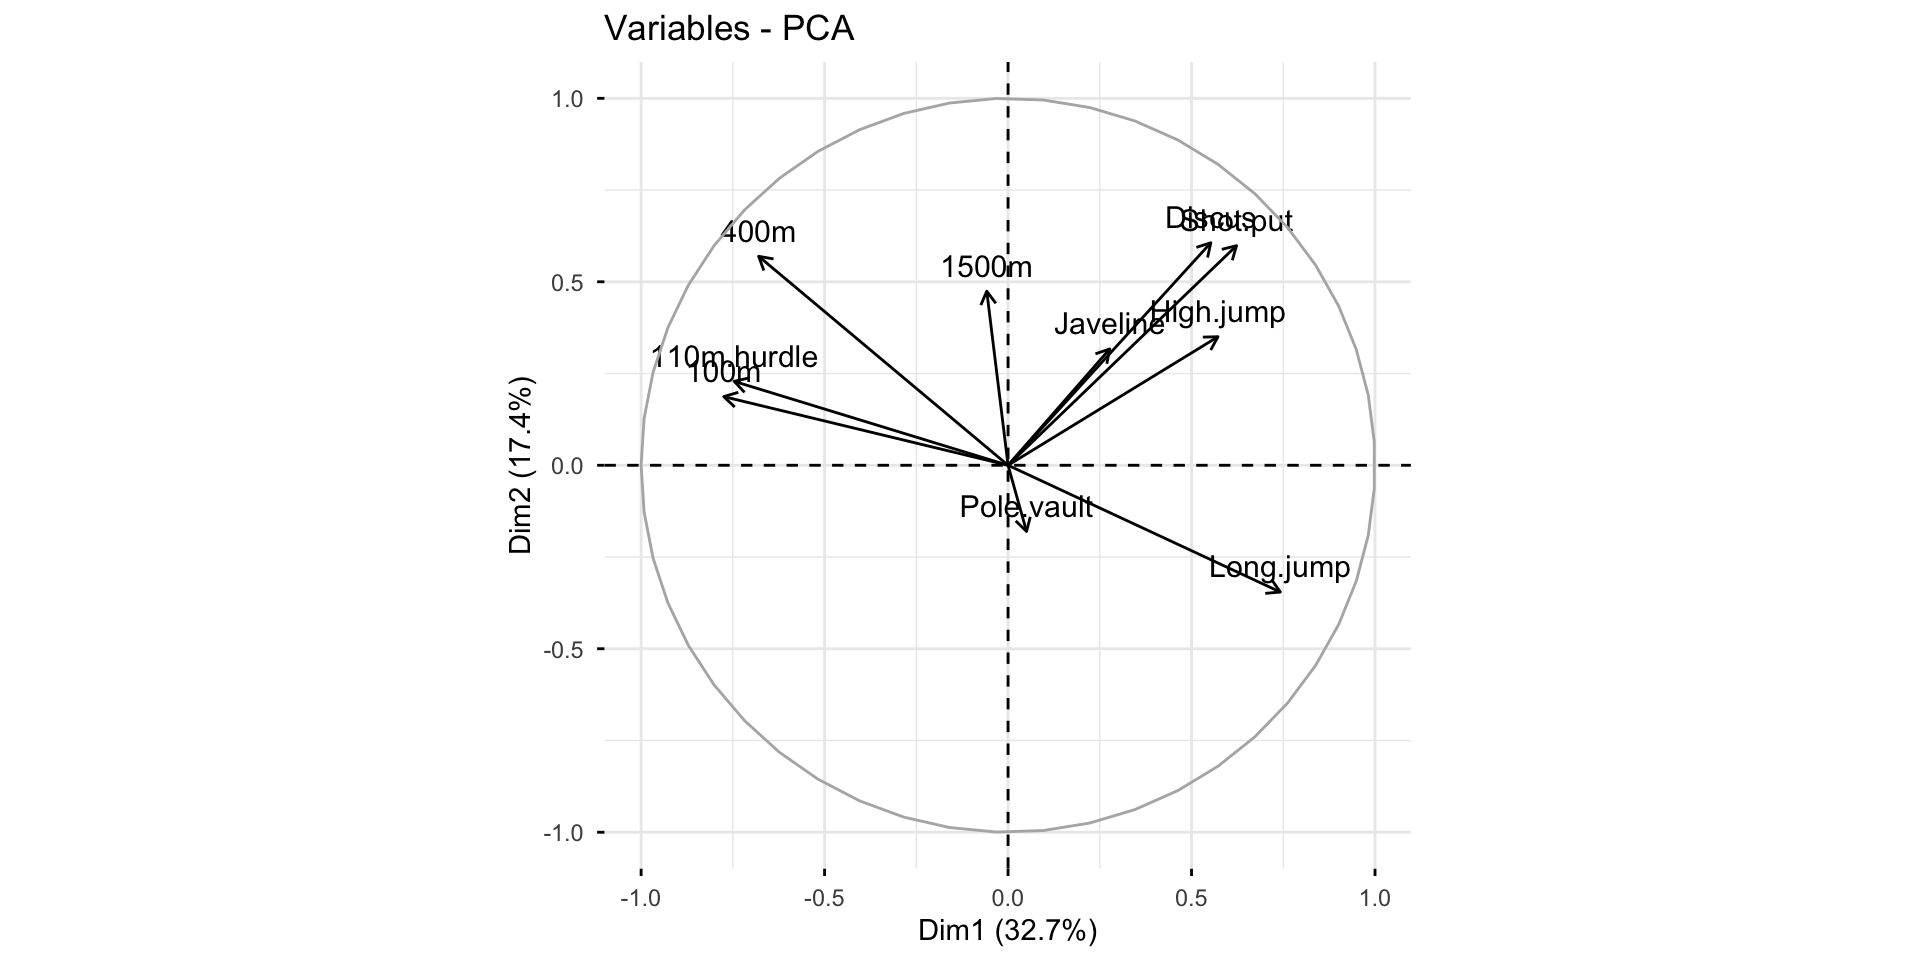 Variables - PCA
1.0
0.5
0.0
-0.5
-1.0
Dim2 (17.4%)
400m
1500m
Discus
Shot.put
Javeline
High.jump
110m.hurdle
100m
Pole.vault
Long.jump
-1.0
-0.5
0.0
0.5
1.0
Dim1 (32.7%)